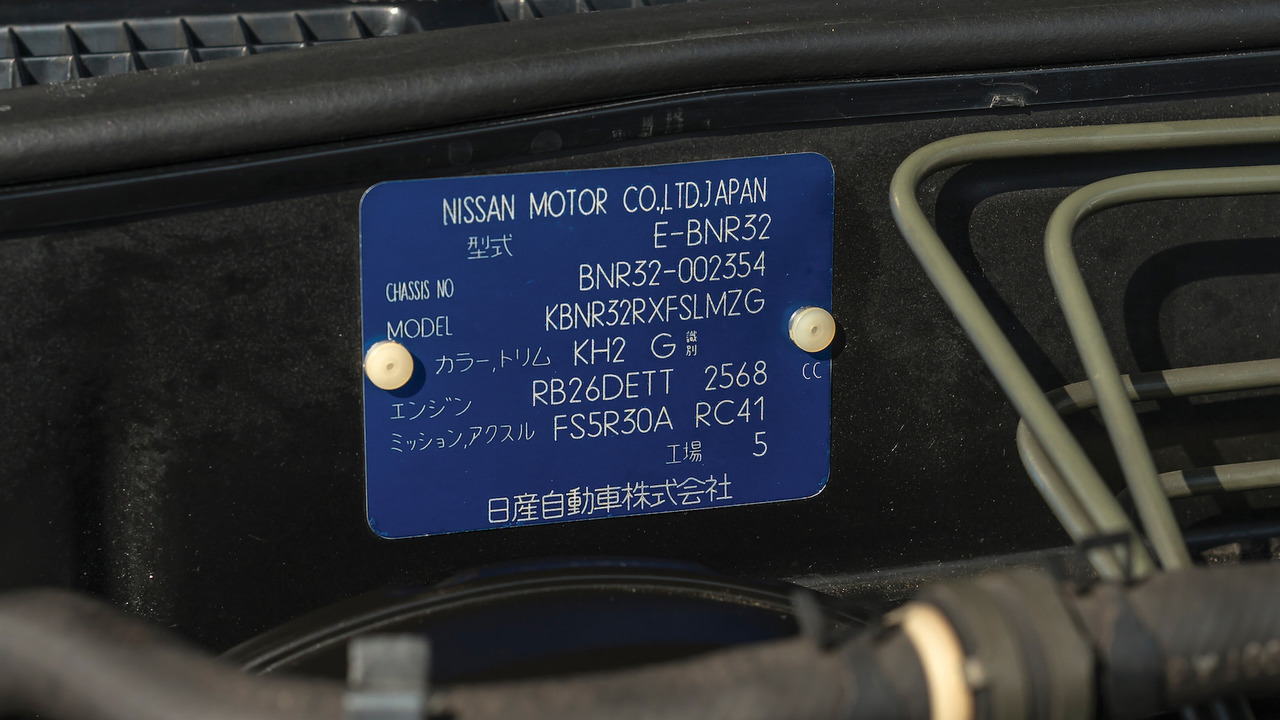 NISSAN MOTOR CO.,LTD.JAPAN
型式 E-BNR32
CHASSIS NO BNR32-002354
MODEL KBNR32RXFSLMZG
カラー,トリム KH2 G 識別
エンジン RB26DETT 2568 CC
ミッション,アクスル FS5R30A RC41
工場 5
日産自動車株式会社